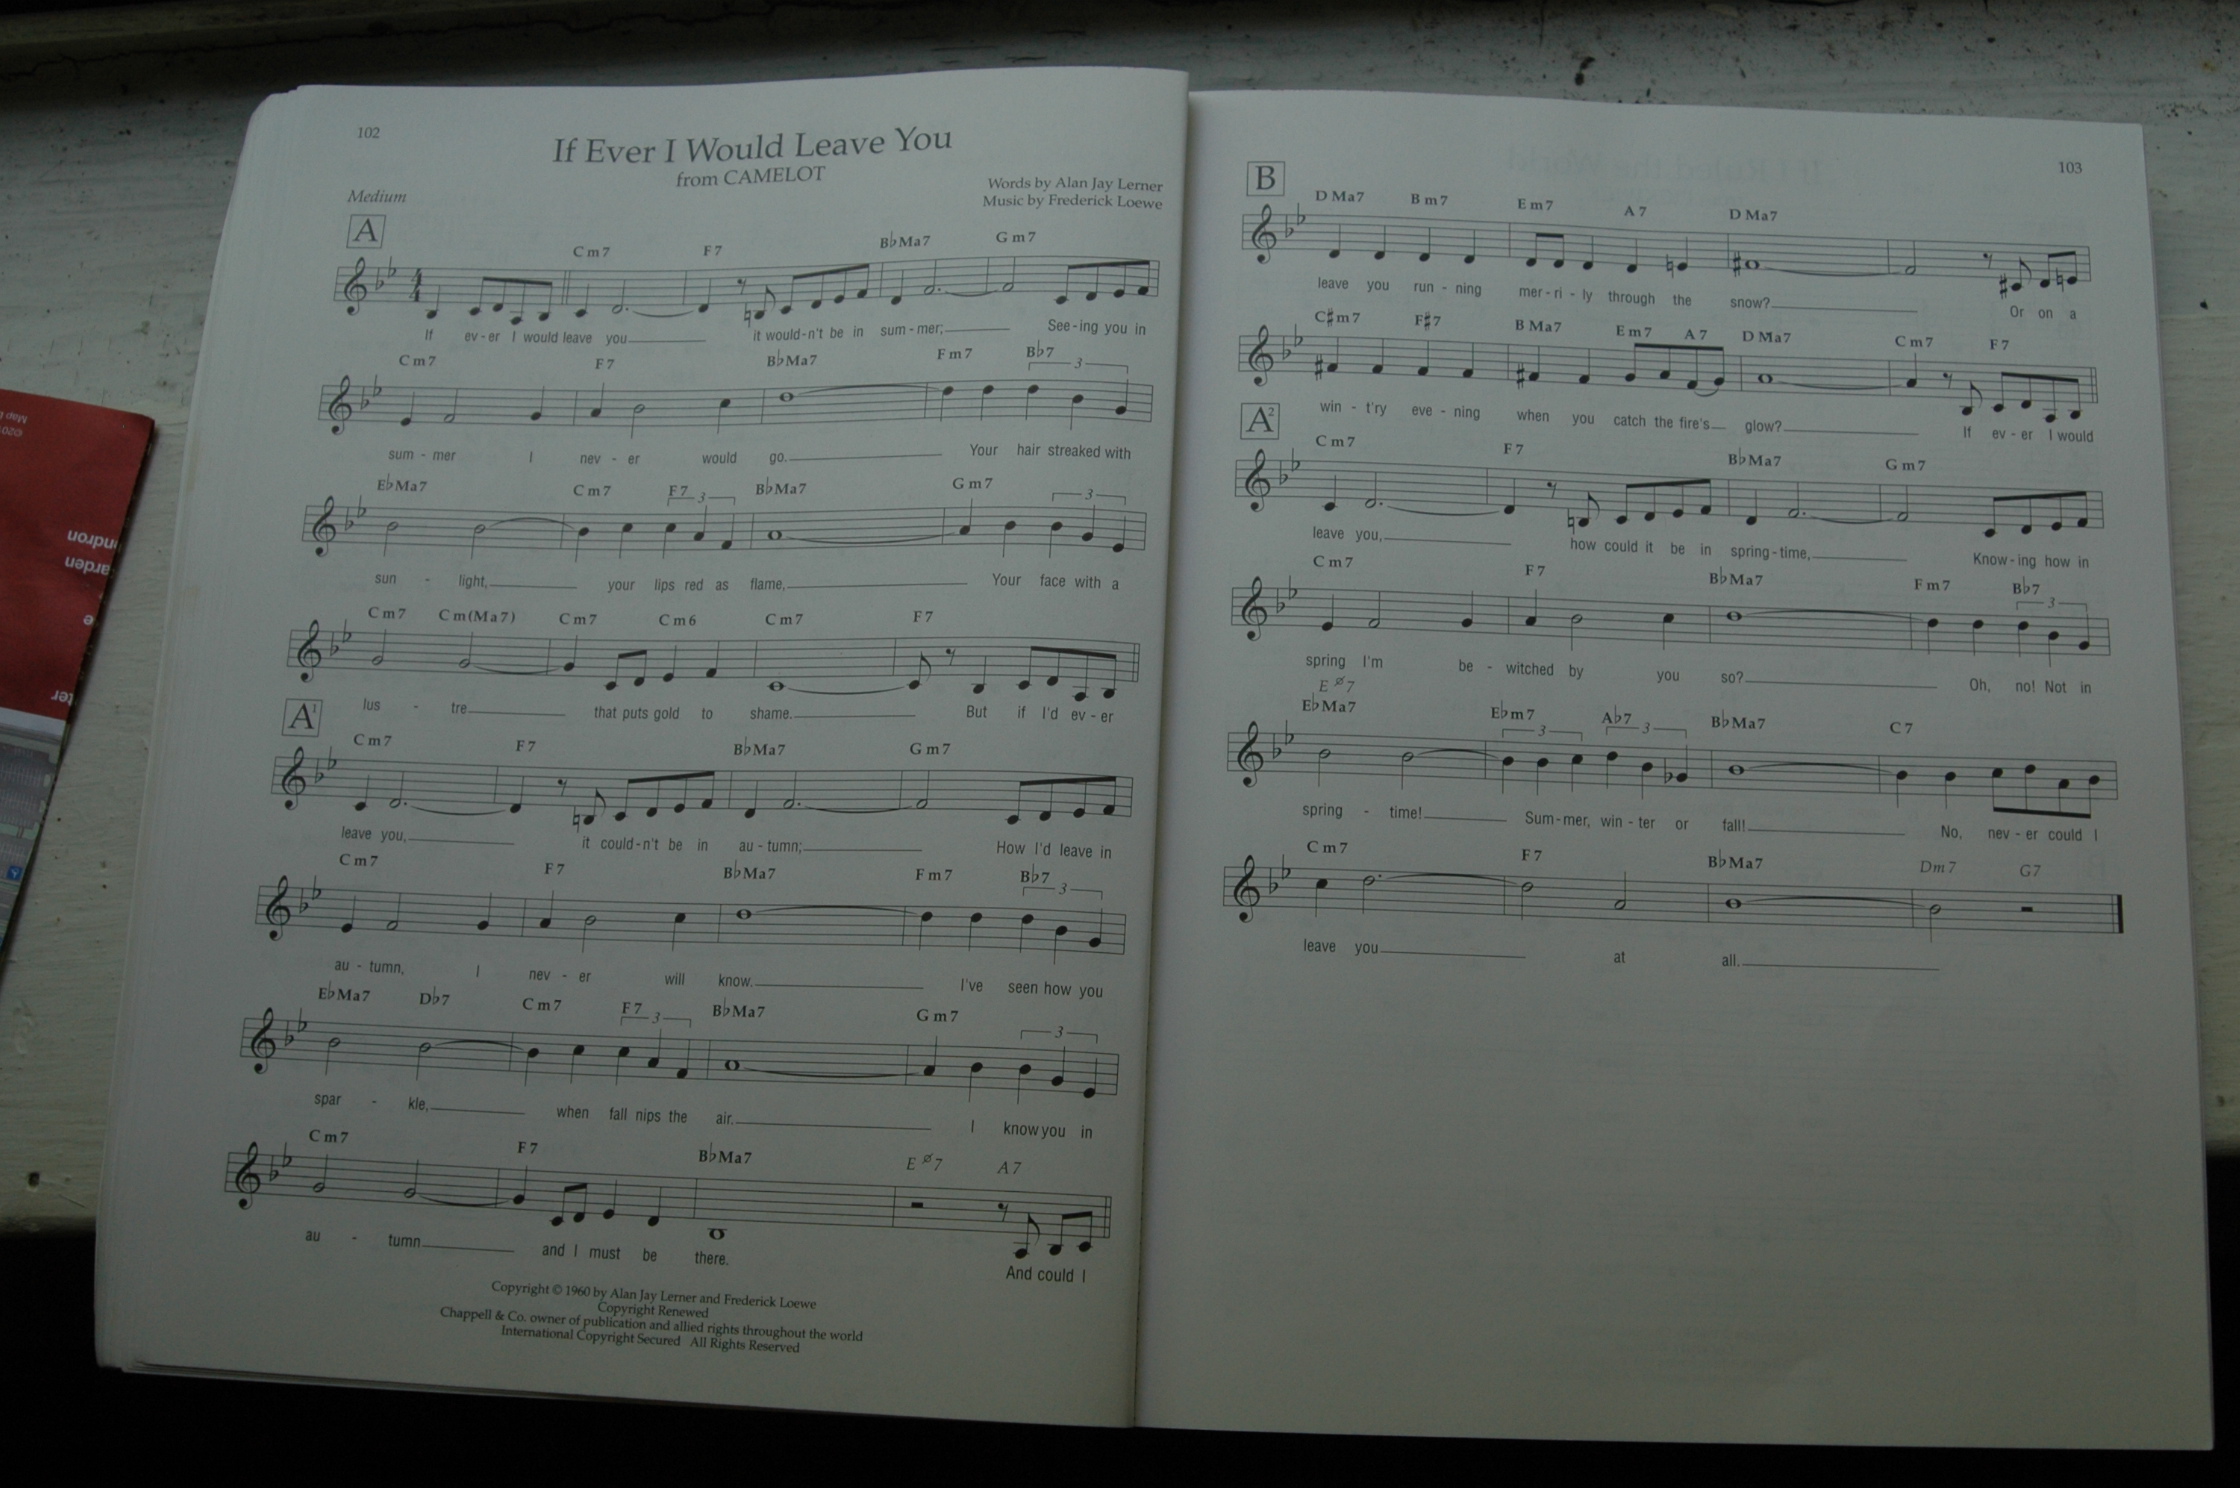 102
If Ever I Would Leave You
from CAMELOT
Medium
Words by Alan Jay Lerner
Music by Frederick Loewe
A
Cm7 F7 B♭Ma7 Gm7
If ev-er I would leave you it would-n't be in sum-mer; See-ing you in
Cm7 F7 B♭Ma7 Fm7 B♭7
3
sum - mer I nev - er would go. Your hair streaked with
E♭Ma7 Cm7 F7 3 B♭Ma7 Gm7 3
sun - light, your lips red as flame, Your face with a
Cm7 Cm(Ma7) Cm7 Cm6 Cm7 F7
lus - tre that puts gold to shame. But if I'd ev-er
A1
Cm7 F7 B♭Ma7 Gm7
leave you, it could-n't be in au-tumn; How I'd leave in
Cm7 F7 B♭Ma7 Fm7 B♭7
3
au - tumn, I nev - er will know. I've seen how you
E♭Ma7 D♭7 Cm7 F7 3 B♭Ma7 Gm7 3
spar - kle, when fall nips the air. I know you in
Cm7 F7 B♭Ma7 Eø7 A7
au - tumn and I must be there. And could I
Copyright © 1960 by Alan Jay Lerner and Frederick Loewe
Copyright Renewed
Chappell & Co. owner of publication and allied rights throughout the world
International Copyright Secured All Rights Reserved
103
B
DMa7 Bm7 Em7 A7 DMa7
leave you run - ning mer-ri-ly through the snow? Or on a
C♯m7 F♯7 BMa7 Em7 A7 DMa7 Cm7 F7
win - t'ry eve - ning when you catch the fire's glow? If ev-er I would
A2
Cm7 F7 B♭Ma7 Gm7
leave you, how could it be in spring-time, Know-ing how in
Cm7 F7 B♭Ma7 Fm7 B♭7
3
spring I'm be - witched by you so? Oh, no! Not in
Eø7
E♭Ma7 E♭m7 3 A♭7 3 B♭Ma7 C7
spring - time! Sum-mer, win-ter or fall! No, nev-er could I
Cm7 F7 B♭Ma7 Dm7 G7
leave you at all.